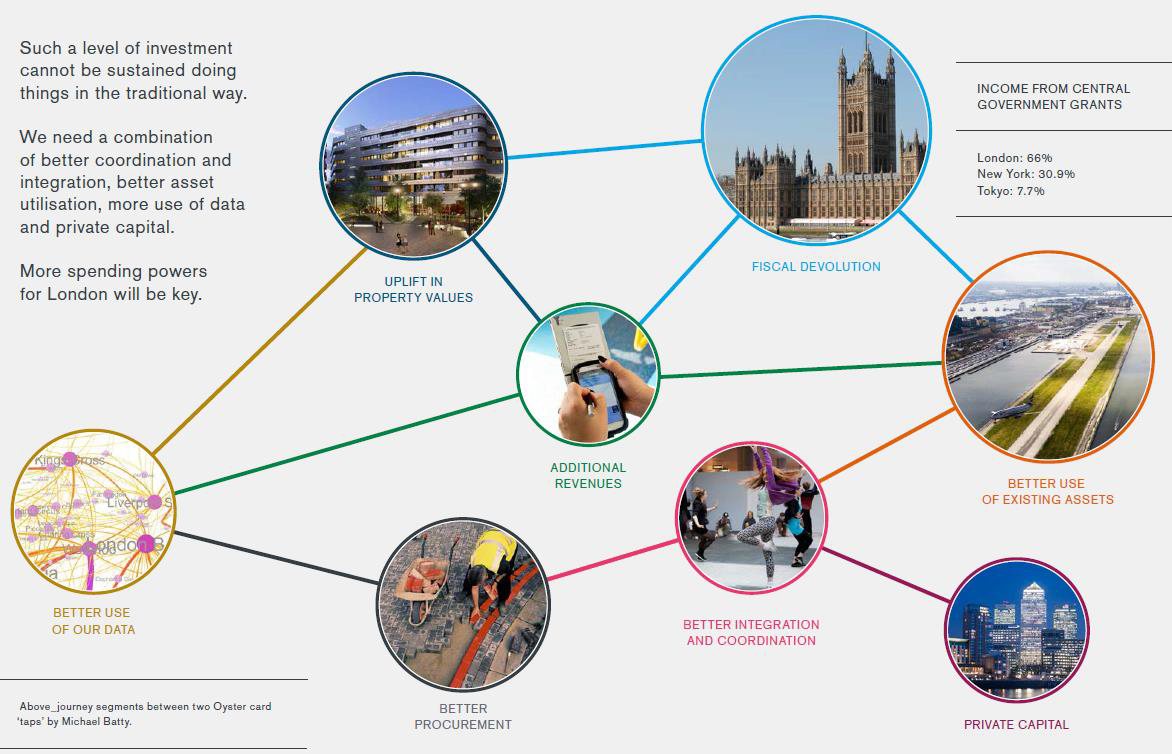 Such a level of investment
cannot be sustained doing
things in the traditional way.
We need a combination
of better coordination and
integration, better asset
utilisation, more use of data
and private capital.
More spending powers
for London will be key.
INCOME FROM CENTRAL
GOVERNMENT GRANTS
London: 66%
New York: 30.9%
Tokyo: 7.7%
FISCAL DEVOLUTION
UPLIFT IN
PROPERTY VALUES
ADDITIONAL
REVENUES
BETTER USE
OF EXISTING ASSETS
Kings Cross
Liverpo S
London B
BETTER USE
OF OUR DATA
BETTER INTEGRATION
AND COORDINATION
BETTER
PROCUREMENT
PRIVATE CAPITAL
Above_journey segments between two Oyster card
‘taps’ by Michael Batty.